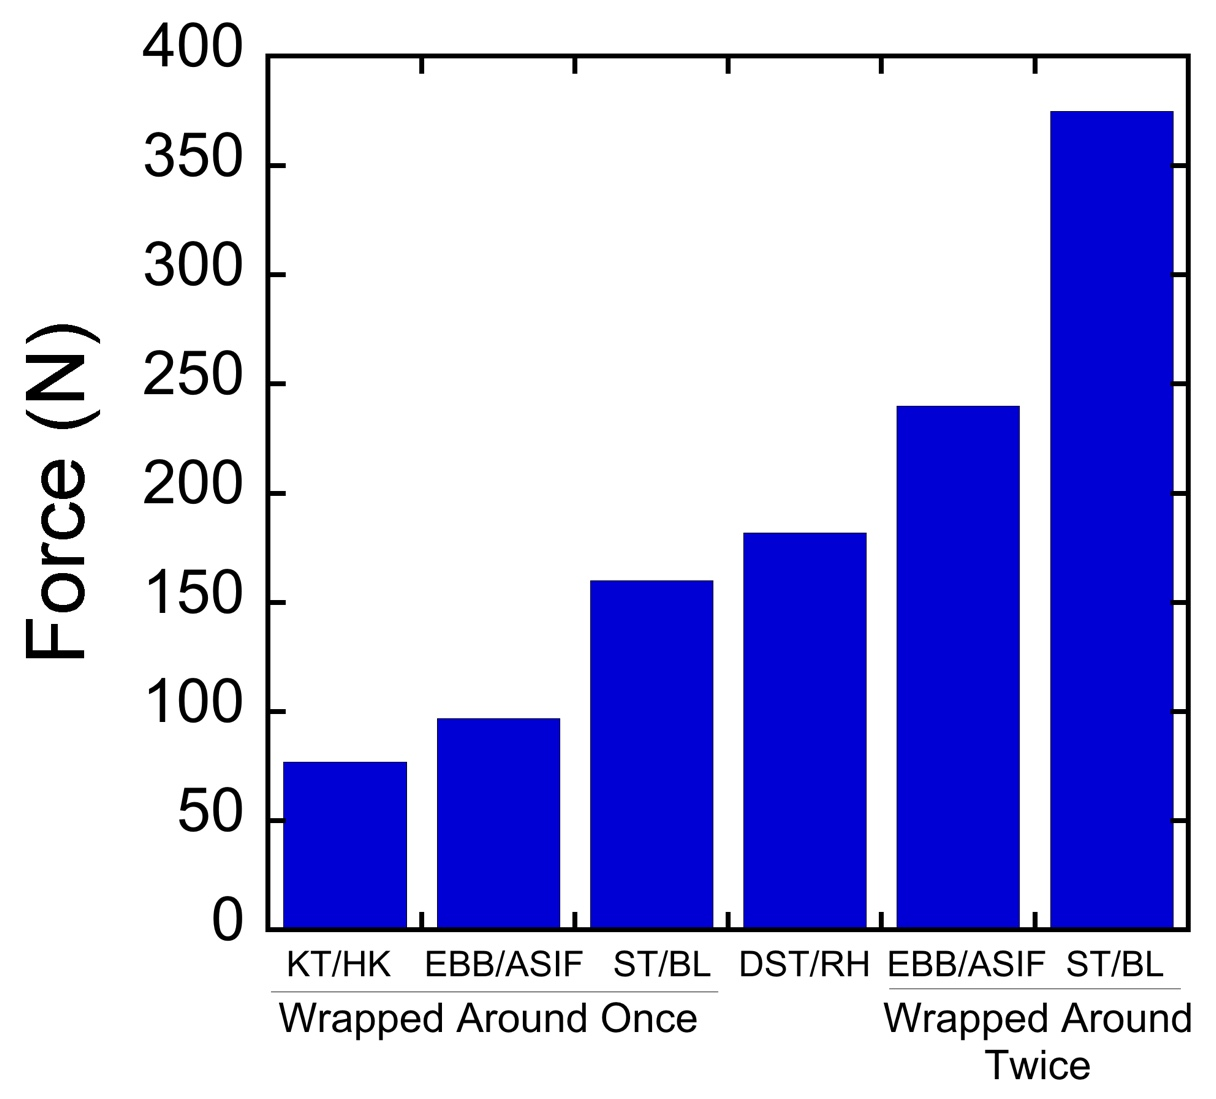 400
350
300
250
200
150
100
50
0
Force (N)
KT/HK EBB/ASIF ST/BL DST/RH EBB/ASIF ST/BL
Wrapped Around Once
Wrapped Around
Twice